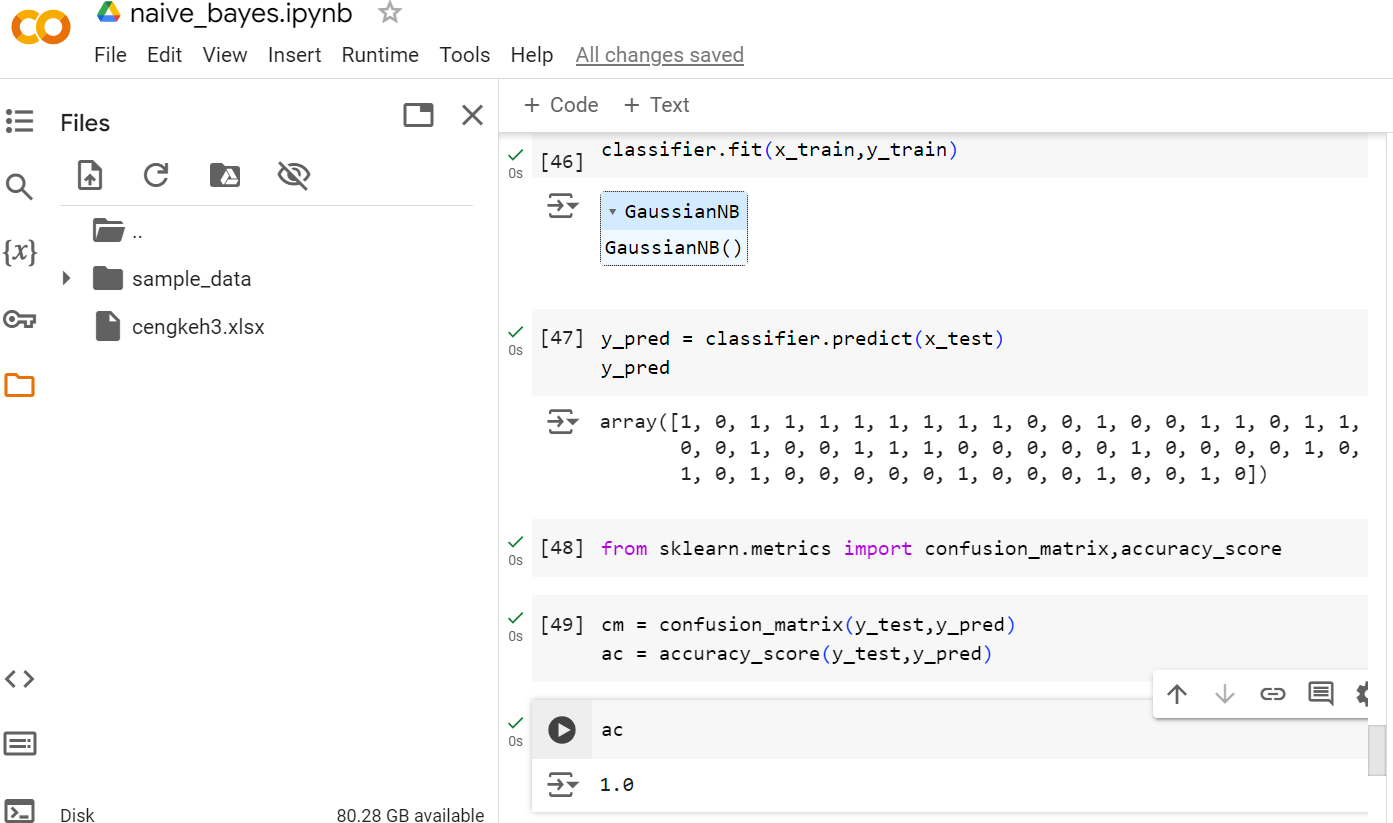 naive_bayes.ipynb
File Edit View Insert Runtime Tools Help All changes saved
Files
..
sample_data
cengkeh3.xlsx
{x}
Disk 80.28 GB available
+ Code + Text
[46] classifier.fit(x_train,y_train)
0s
GaussianNB
GaussianNB()
[47] y_pred = classifier.predict(x_test)
0s
y_pred
array([1, 0, 1, 1, 1, 1, 1, 1, 1, 1, 0, 0, 1, 0, 0, 1, 1, 0, 1, 1,
0, 0, 1, 0, 0, 1, 1, 1, 0, 0, 0, 0, 0, 1, 0, 0, 0, 0, 1, 0,
1, 0, 1, 0, 0, 0, 0, 0, 1, 0, 0, 0, 1, 0, 0, 1, 0])
[48] from sklearn.metrics import confusion_matrix,accuracy_score
0s
[49] cm = confusion_matrix(y_test,y_pred)
0s
ac = accuracy_score(y_test,y_pred)
ac
0s
1.0